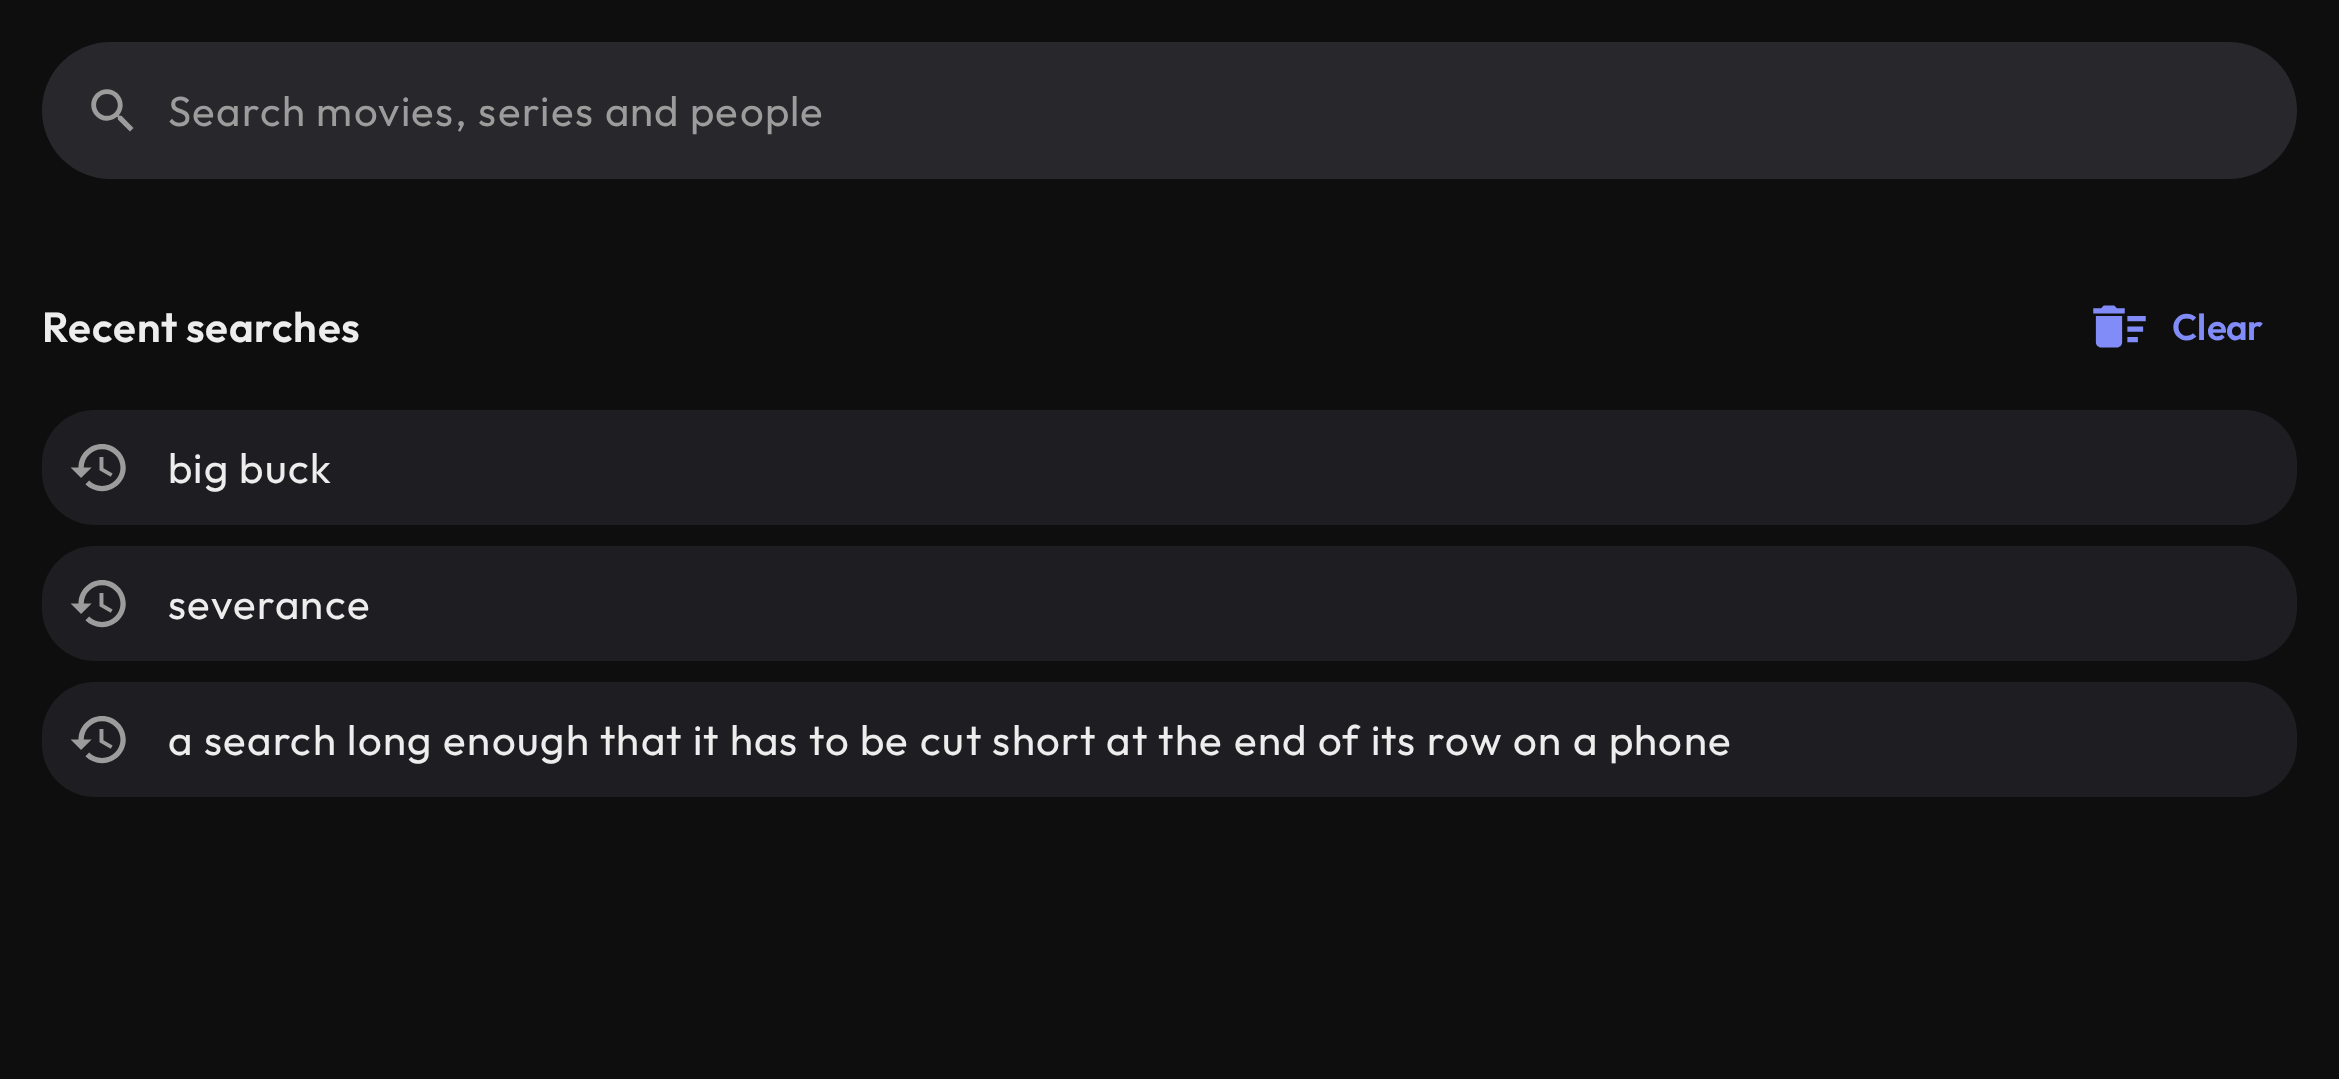 Search movies, series and people
Recent searches
Clear
big buck
severance
a search long enough that it has to be cut short at the end of its row on a phone